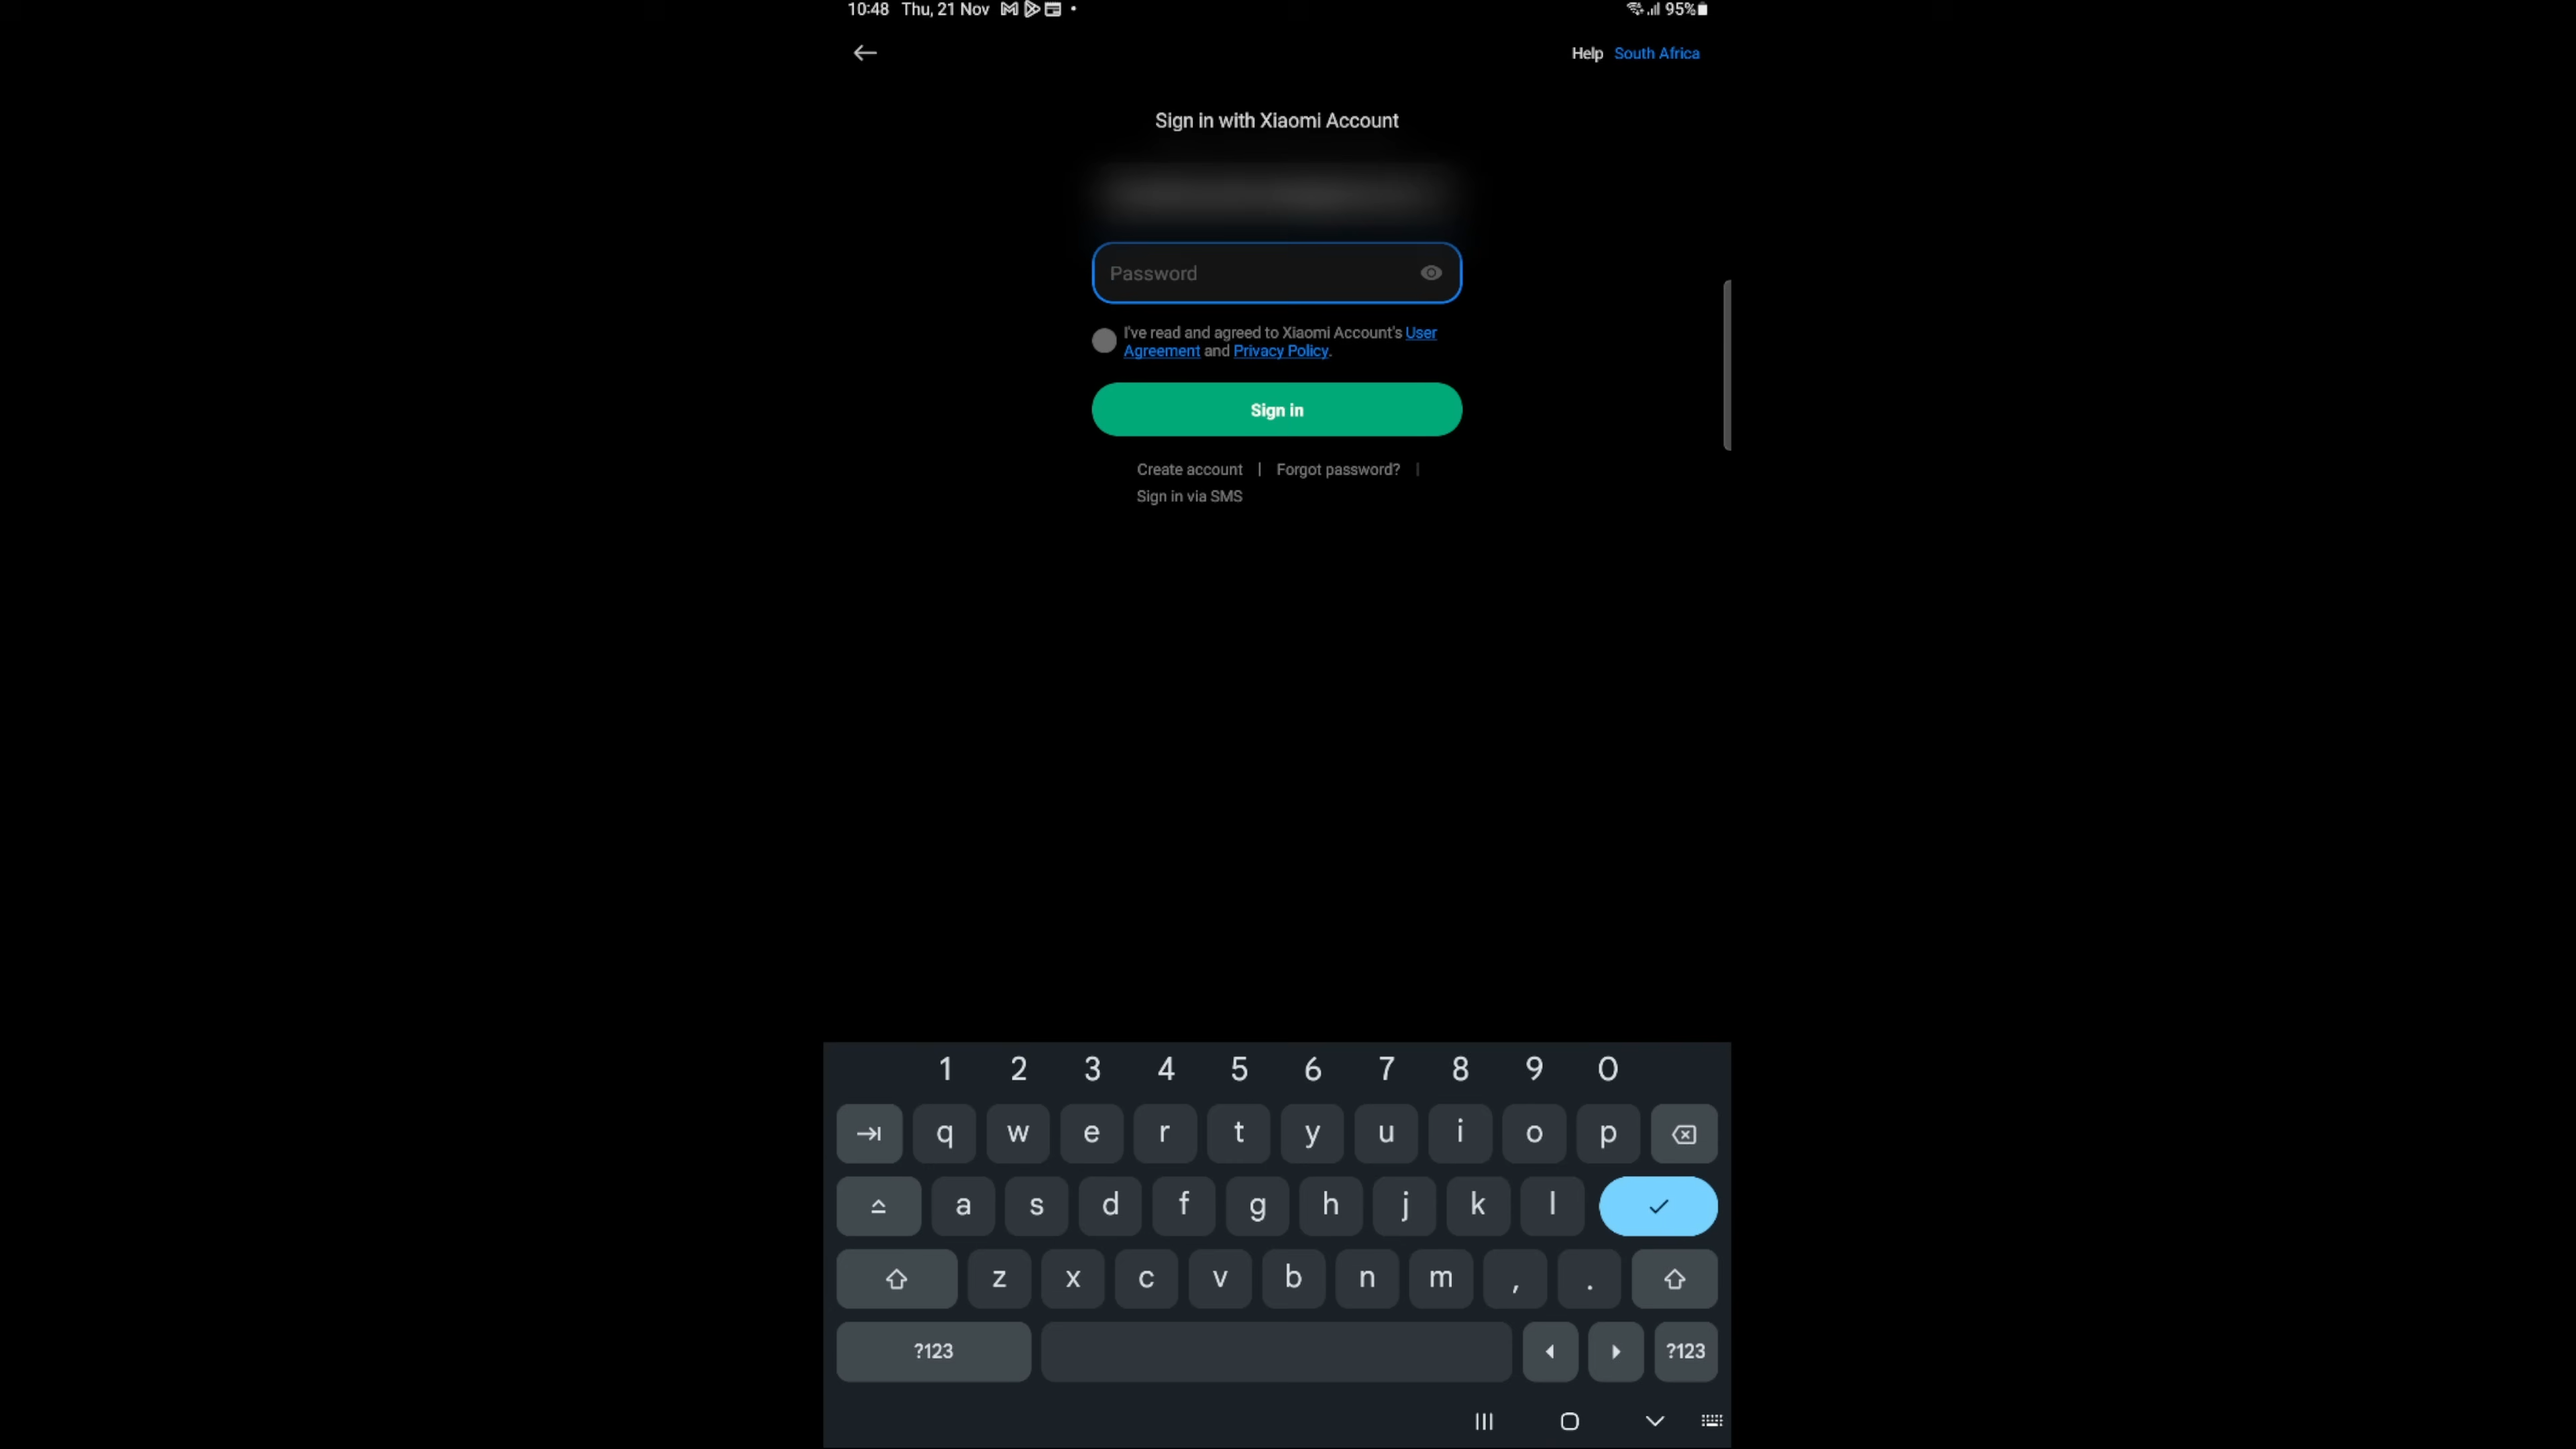 10:48 Thu, 21 Nov
95%
Help South Africa
Sign in with Xiaomi Account
Password
I've read and agreed to Xiaomi Account's User
Agreement and Privacy Policy.
Sign in
Create account | Forgot password? |
Sign in via SMS
1 2 3 4 5 6 7 8 9 0
q w e r t y u i o p
a s d f g h j k l
z x c v b n m , .
?123 ?123